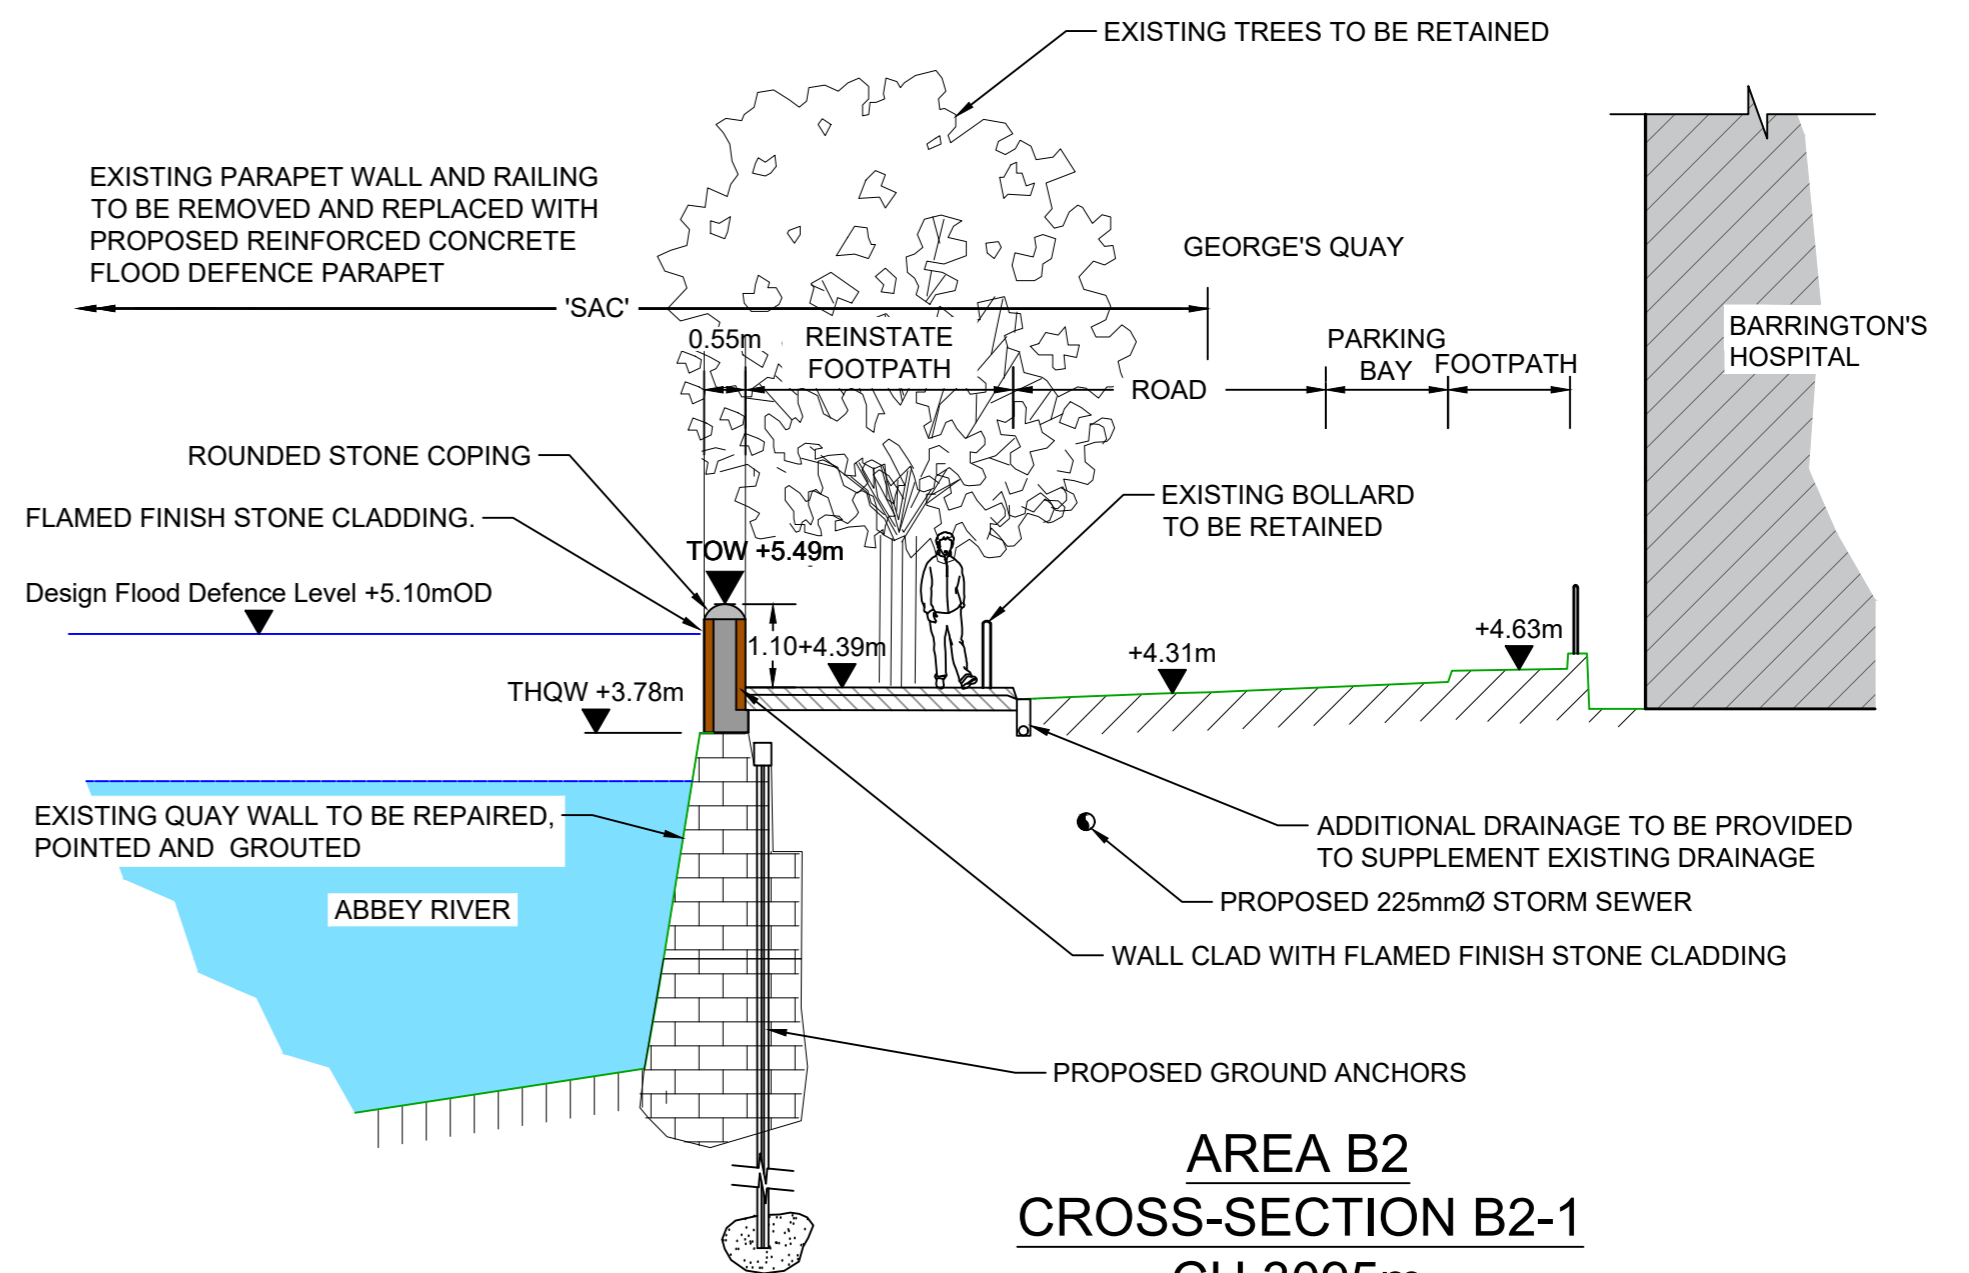 EXISTING TREES TO BE RETAINED
EXISTING PARAPET WALL AND RAILING
TO BE REMOVED AND REPLACED WITH
PROPOSED REINFORCED CONCRETE
FLOOD DEFENCE PARAPET
GEORGE'S QUAY
'SAC'
0.55m
REINSTATE
FOOTPATH
ROAD
PARKING
BAY
FOOTPATH
BARRINGTON'S
HOSPITAL
ROUNDED STONE COPING
FLAMED FINISH STONE CLADDING.
EXISTING BOLLARD
TO BE RETAINED
TOW +5.49m
Design Flood Defence Level +5.10mOD
1.10
+4.39m
+4.31m
+4.63m
THQW +3.78m
EXISTING QUAY WALL TO BE REPAIRED,
POINTED AND GROUTED
ABBEY RIVER
ADDITIONAL DRAINAGE TO BE PROVIDED
TO SUPPLEMENT EXISTING DRAINAGE
PROPOSED 225mmØ STORM SEWER
WALL CLAD WITH FLAMED FINISH STONE CLADDING
PROPOSED GROUND ANCHORS
AREA B2
CROSS-SECTION B2-1